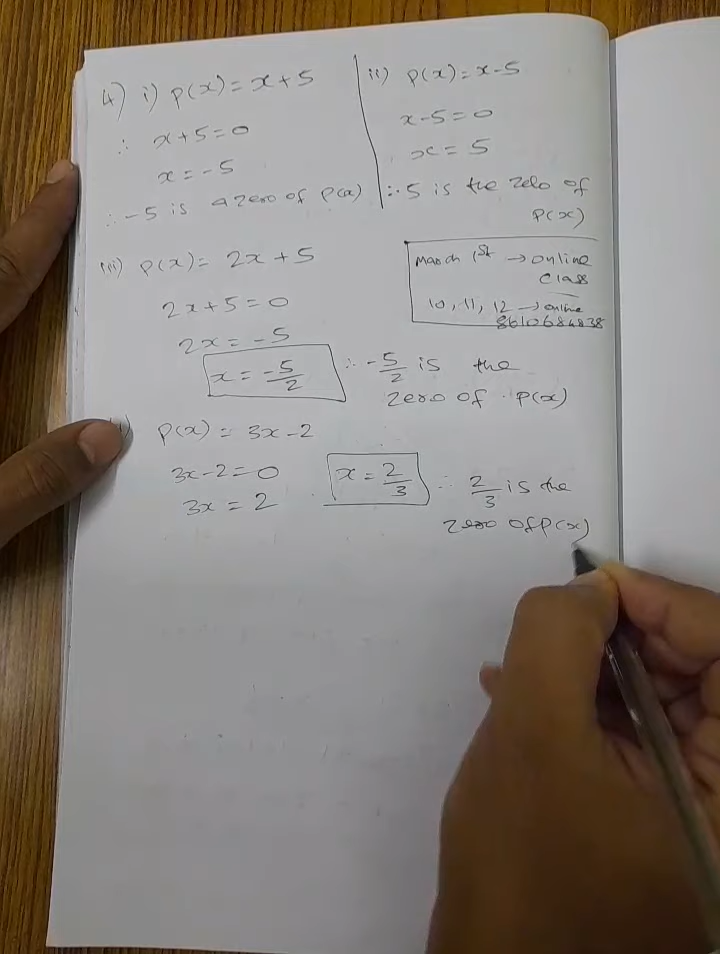 4) i) p(x) = x+5
∴ x+5=0
x = -5
∴ -5 is a zero of p(x)
ii) p(x) = x-5
x-5=0
x = 5
∴ 5 is the zero of
p(x)
iii) p(x) = 2x + 5
2x+5=0
2x = -5
x = -5/2
∴ -5/2 is the
zero of p(x)
March 1st → online
class
10, 11, 12 → online
8610684838
p(x) = 3x-2
3x-2=0
3x = 2
x = 2/3
∴ 2/3 is the
zero of p(x)